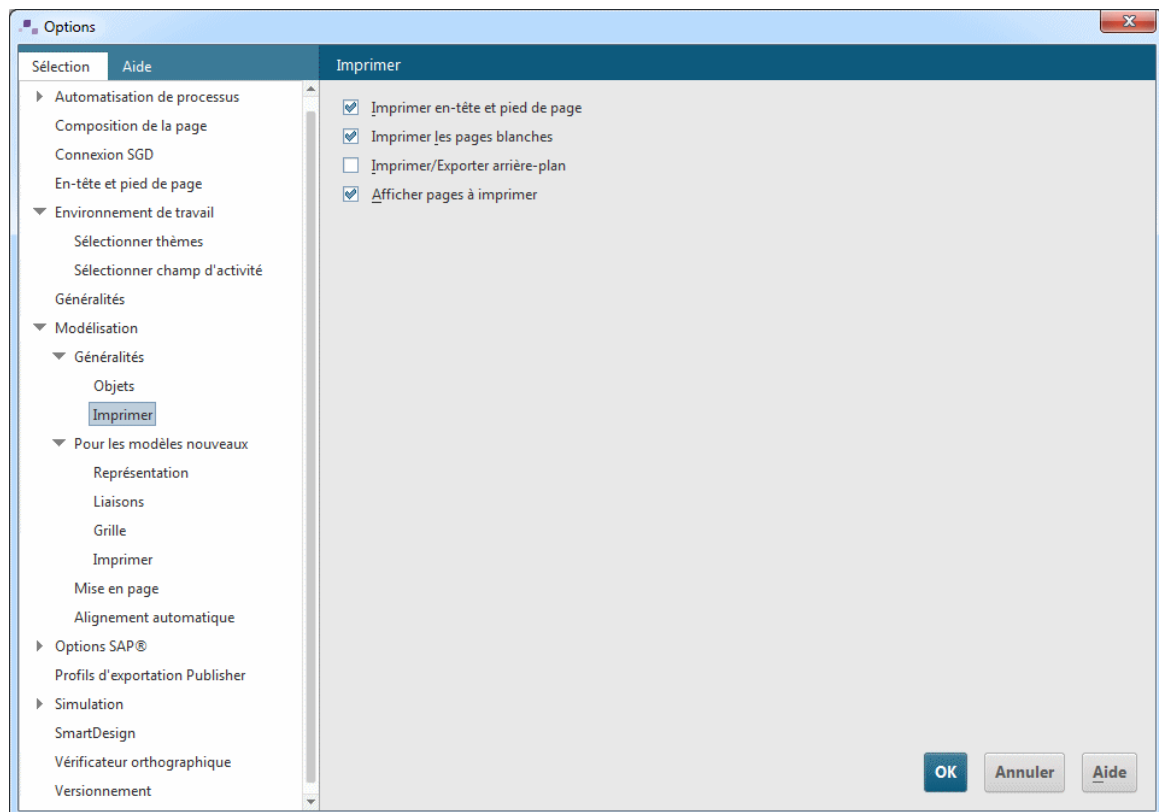 Options
Sélection Aide
Imprimer
Automatisation de processus
Composition de la page
Connexion SGD
En-tête et pied de page
Environnement de travail
Sélectionner thèmes
Sélectionner champ d'activité
Généralités
Modélisation
Généralités
Objets
Imprimer
Pour les modèles nouveaux
Représentation
Liaisons
Grille
Imprimer
Mise en page
Alignement automatique
Options SAP®
Profils d'exportation Publisher
Simulation
SmartDesign
Vérificateur orthographique
Versionnement
Imprimer en-tête et pied de page
Imprimer les pages blanches
Imprimer/Exporter arrière-plan
Afficher pages à imprimer
OK Annuler Aide